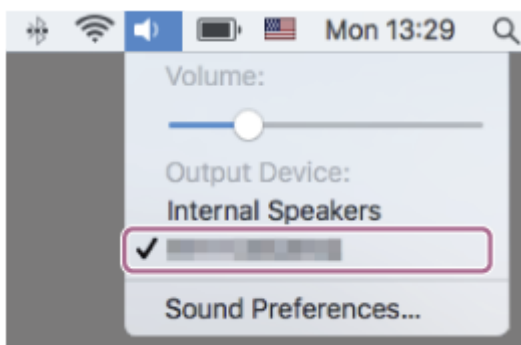 Mon 13:29
Volume:
Output Device:
Internal Speakers
Sound Preferences...